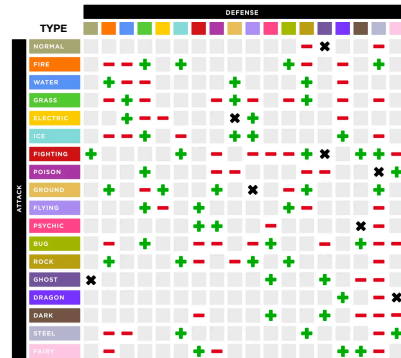 DEFENSE
TYPE
ATTACK
NORMAL
FIRE
WATER
GRASS
ELECTRIC
ICE
FIGHTING
POISON
GROUND
FLYING
PSYCHIC
BUG
ROCK
GHOST
DRAGON
DARK
STEEL
FAIRY